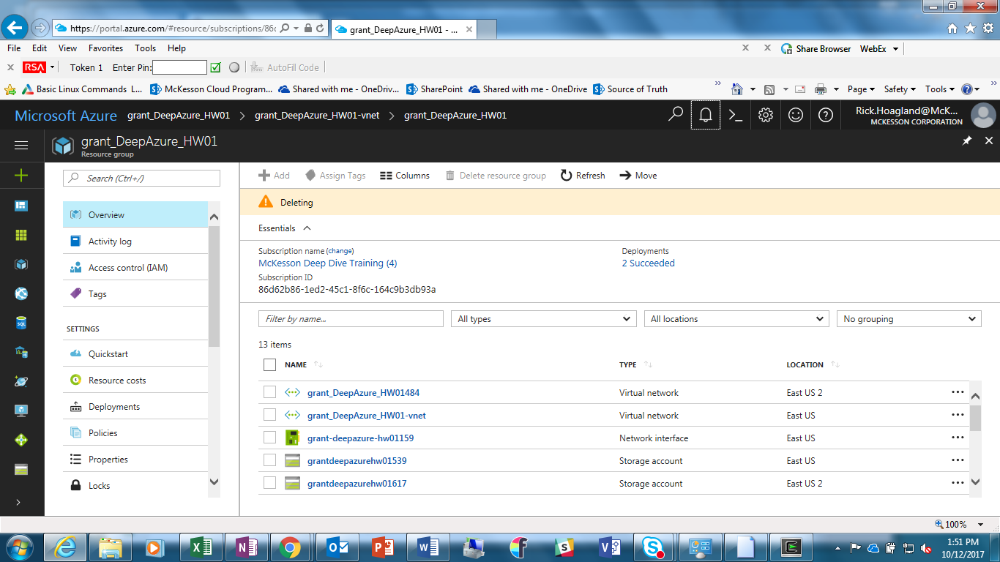 https://portal.azure.com/#resource/subscriptions/86
grant_DeepAzure_HW01 - ...
File Edit View Favorites Tools Help
Share Browser WebEx
RSA Token 1 Enter Pin: AutoFill Code
Basic Linux Commands L... McKesson Cloud Program... Shared with me - OneDriv... SharePoint Shared with me - OneDrive Source of Truth
Page Safety Tools
Microsoft Azure grant_DeepAzure_HW01 > grant_DeepAzure_HW01-vnet > grant_DeepAzure_HW01
Rick.Hoagland@McK...
MCKESSON CORPORATION
grant_DeepAzure_HW01
Resource group
Search (Ctrl+/)
Overview
Activity log
Access control (IAM)
Tags
SETTINGS
Quickstart
Resource costs
Deployments
Policies
Properties
Locks
Add Assign Tags Columns Delete resource group Refresh Move
Deleting
Essentials
Subscription name (change)
McKesson Deep Dive Training (4)
Subscription ID
86d62b86-1ed2-45c1-8f6c-164c9b3db93a
Deployments
2 Succeeded
Filter by name... All types All locations No grouping
13 items
NAME TYPE LOCATION
grant_DeepAzure_HW01484 Virtual network East US 2
grant_DeepAzure_HW01-vnet Virtual network East US
grant-deepazure-hw01159 Network interface East US
grantdeepazurehw01539 Storage account East US
grantdeepazurehw01617 Storage account East US 2
SQL
100%
1:51 PM
10/12/2017